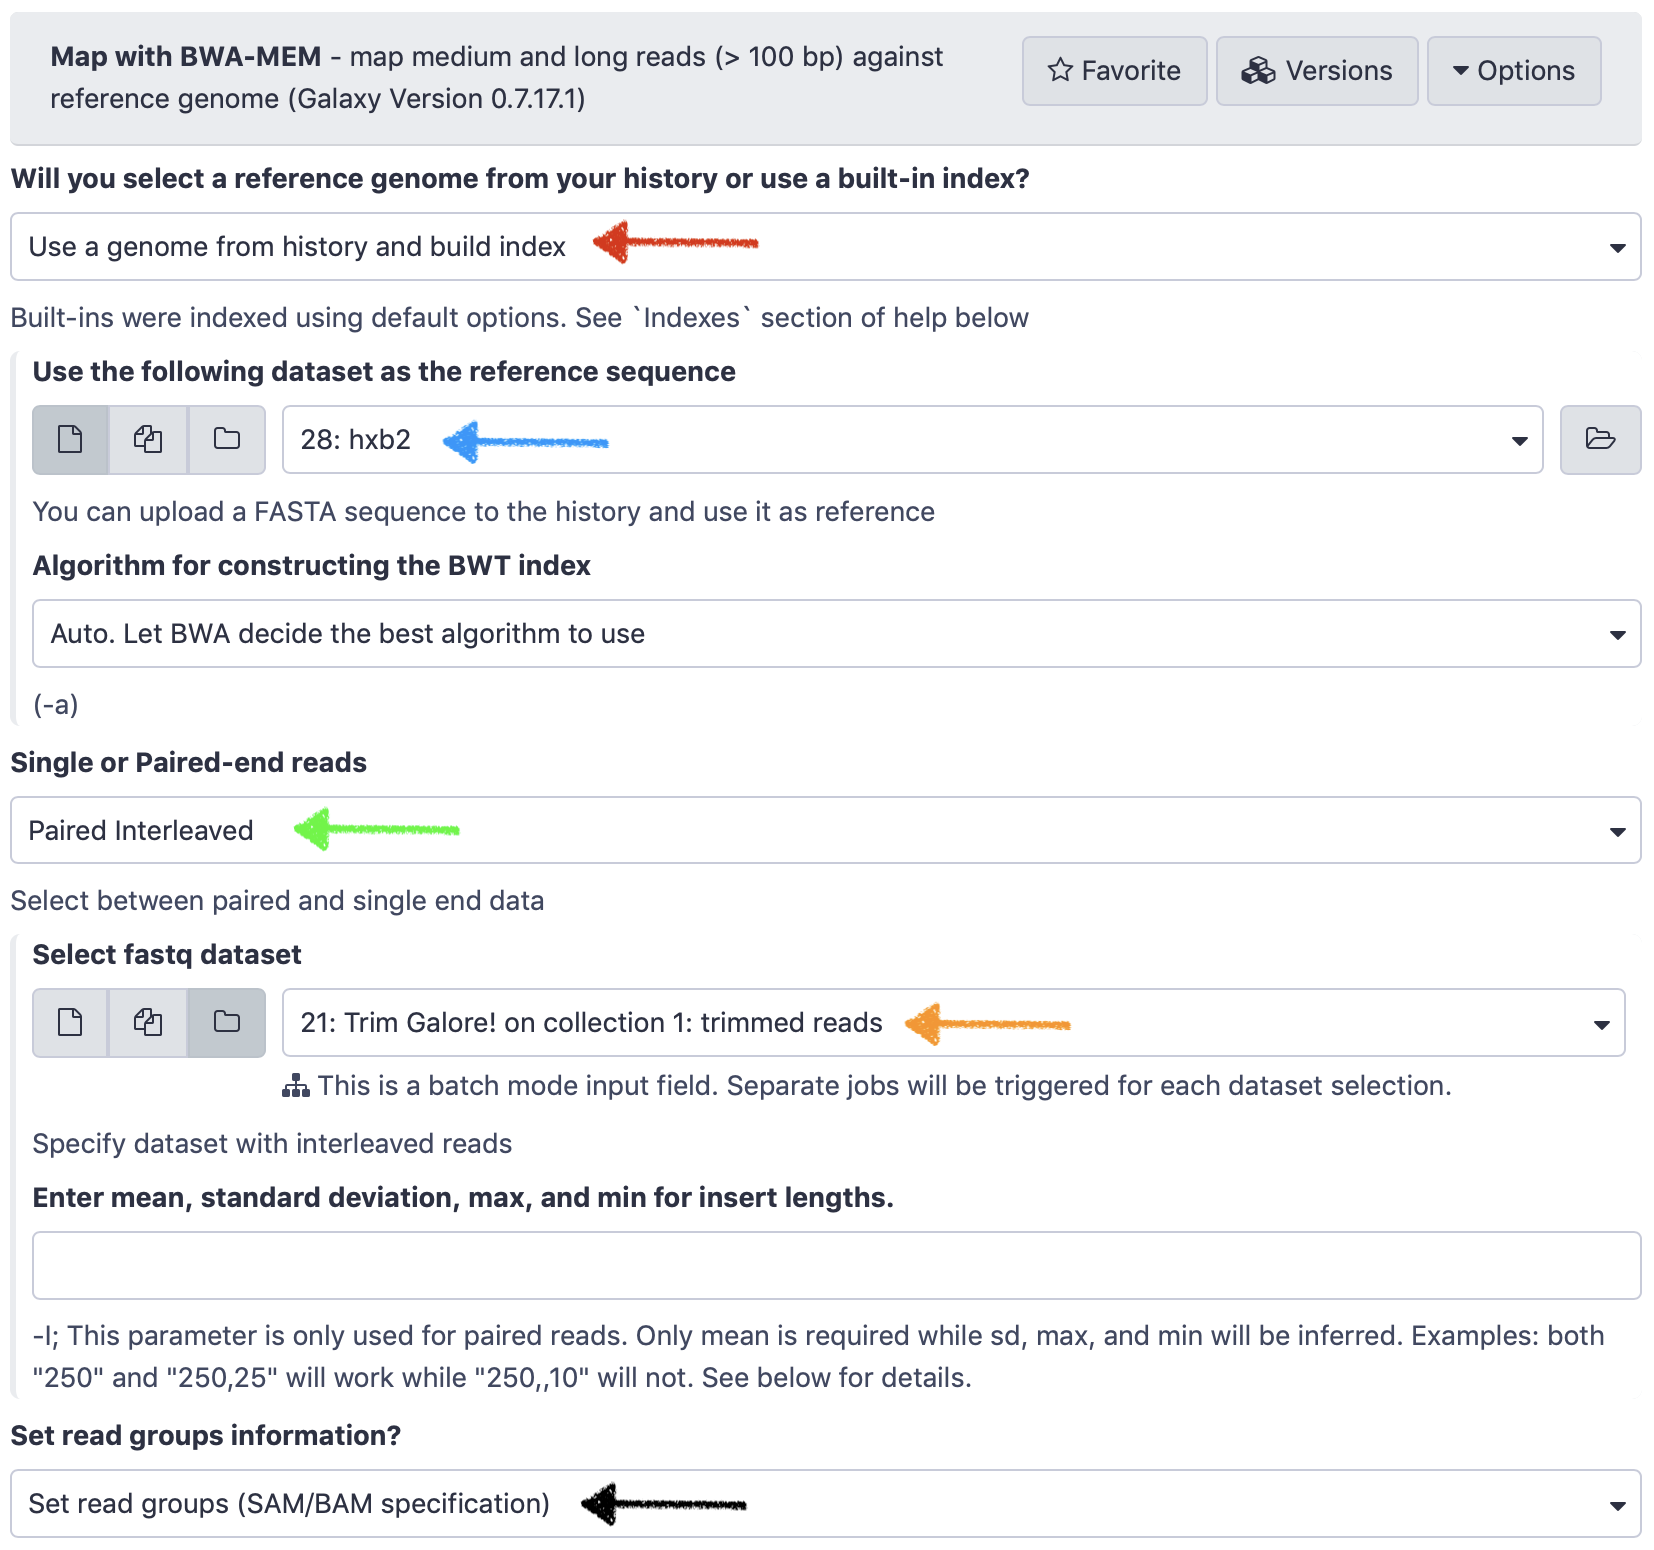 Map with BWA-MEM - map medium and long reads (> 100 bp) against
reference genome (Galaxy Version 0.7.17.1)
Favorite
Versions
Options
Will you select a reference genome from your history or use a built-in index?
Use a genome from history and build index
Built-ins were indexed using default options. See `Indexes` section of help below
Use the following dataset as the reference sequence
28: hxb2
You can upload a FASTA sequence to the history and use it as reference
Algorithm for constructing the BWT index
Auto. Let BWA decide the best algorithm to use
(-a)
Single or Paired-end reads
Paired Interleaved
Select between paired and single end data
Select fastq dataset
21: Trim Galore! on collection 1: trimmed reads
This is a batch mode input field. Separate jobs will be triggered for each dataset selection.
Specify dataset with interleaved reads
Enter mean, standard deviation, max, and min for insert lengths.
-I; This parameter is only used for paired reads. Only mean is required while sd, max, and min will be inferred. Examples: both
"250" and "250,25" will work while "250,,10" will not. See below for details.
Set read groups information?
Set read groups (SAM/BAM specification)